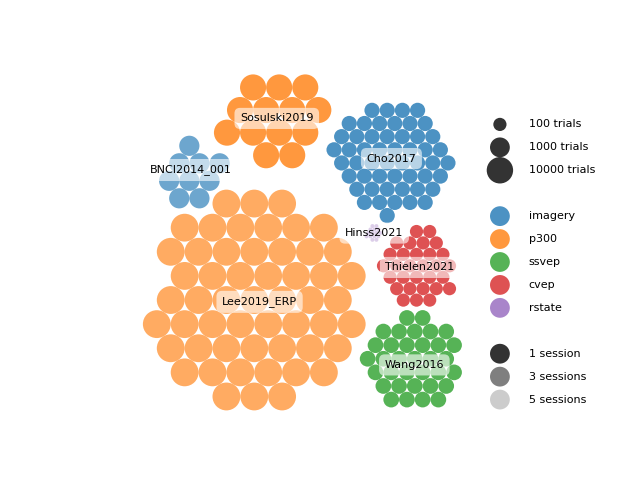 Sosulski2019
Cho2017
BNCI2014_001
Hinss2021
Thielen2021
Lee2019_ERP
Wang2016
100 trials
1000 trials
10000 trials
imagery
p300
ssvep
cvep
rstate
1 session
3 sessions
5 sessions